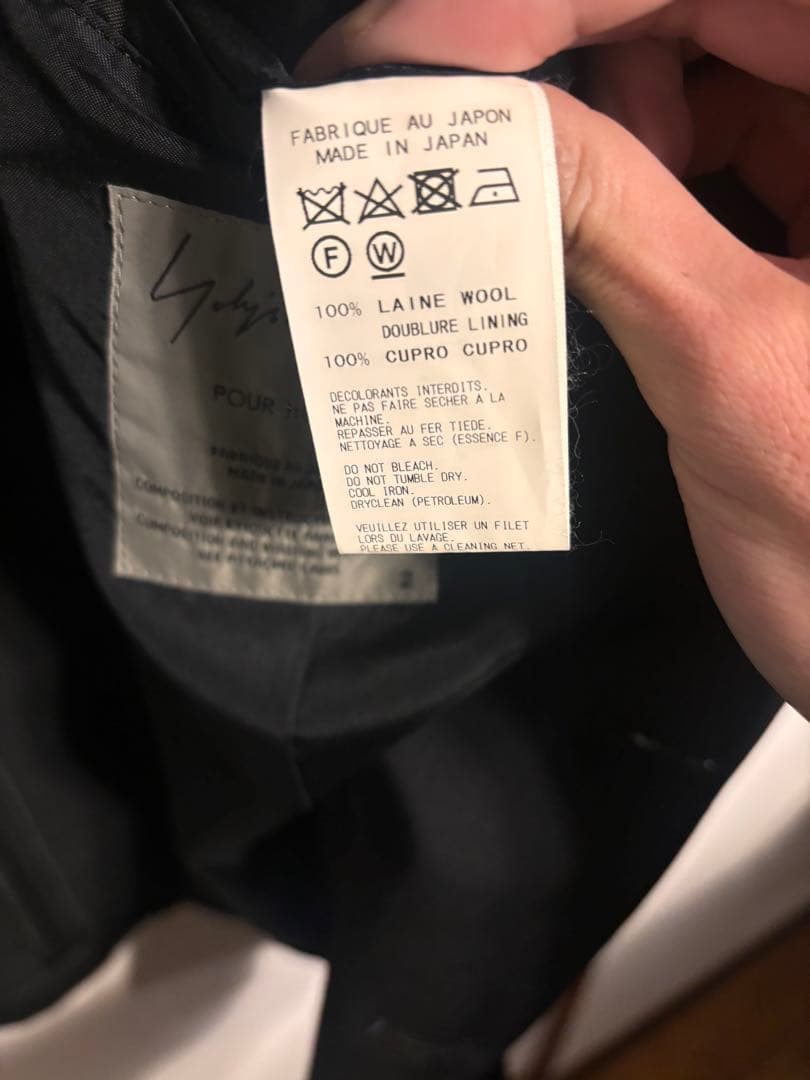 FABRIQUE AU JAPON
MADE IN JAPAN
F W
100% LAINE WOOL
DOUBLURE LINING
100% CUPRO CUPRO
DECOLORANTS INTERDITS.
NE PAS FAIRE SECHER A LA
MACHINE.
REPASSER AU FER TIEDE.
NETTOYAGE A SEC (ESSENCE F).
DO NOT BLEACH.
DO NOT TUMBLE DRY.
COOL IRON.
DRYCLEAN (PETROLEUM).
VEUILLEZ UTILISER UN FILET
LORS DU LAVAGE.
PLEASE USE A CLEANING NET.
POUR
2